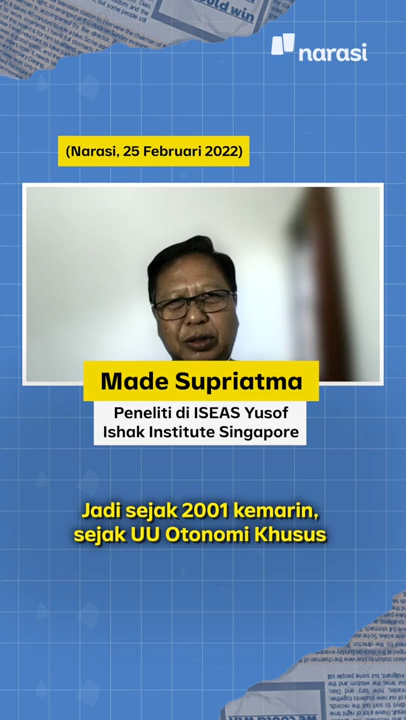 narasi
(Narasi, 25 Februari 2022)
Made Supriatma
Peneliti di ISEAS Yusof
Ishak Institute Singapore
Jadi sejak 2001 kemarin,
sejak UU Otonomi Khusus